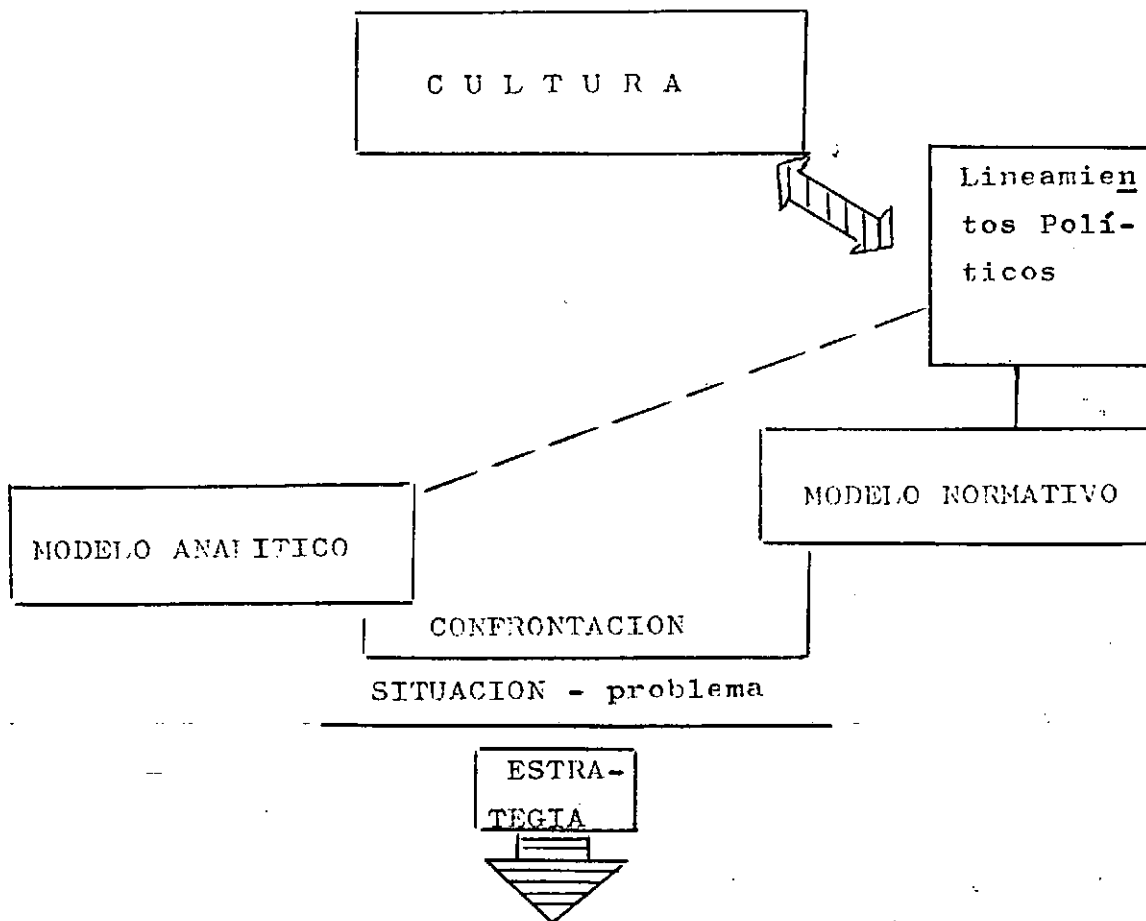 C U L T U R A
Lineamien
tos Polí-
ticos
MODELO NORMATIVO
MODELO ANALITICO
CONFRONTACION
SITUACION - problema
ESTRA-
TEGIA